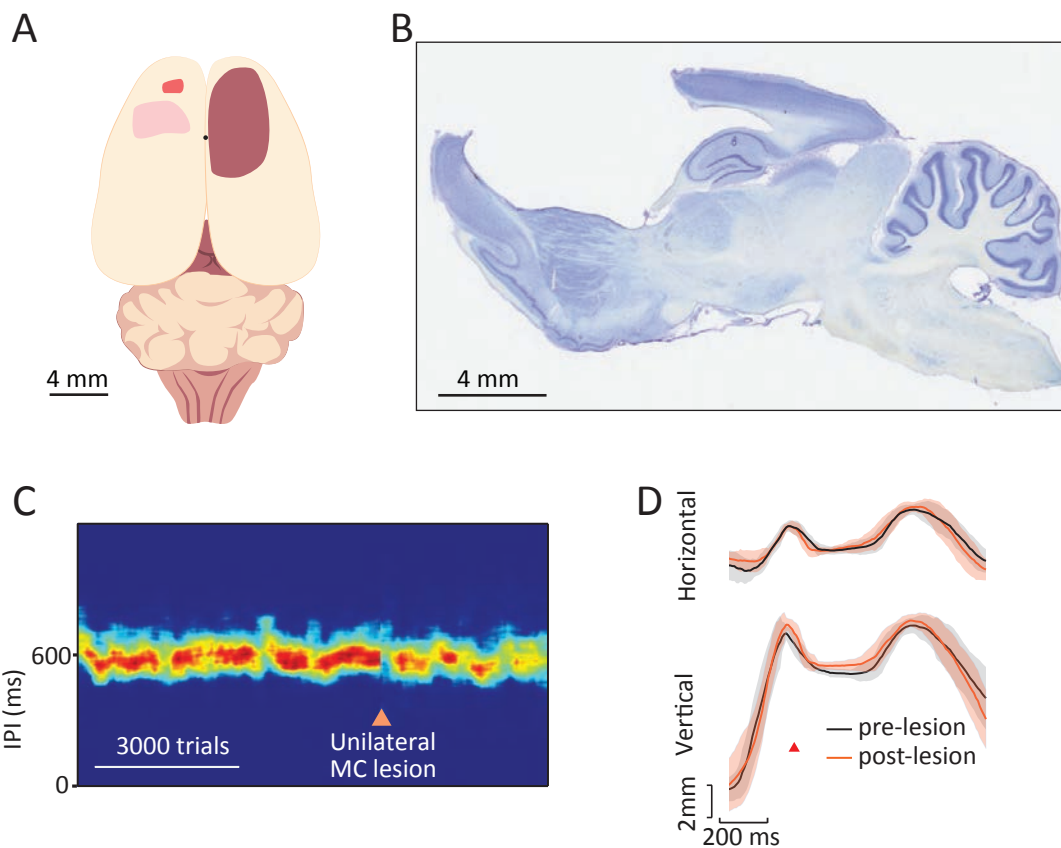 A
4 mm
B
4 mm
C
IPI (ms)
600
0
3000 trials
Unilateral
MC lesion
D
Horizontal
Vertical
pre-lesion
post-lesion
2mm
200 ms